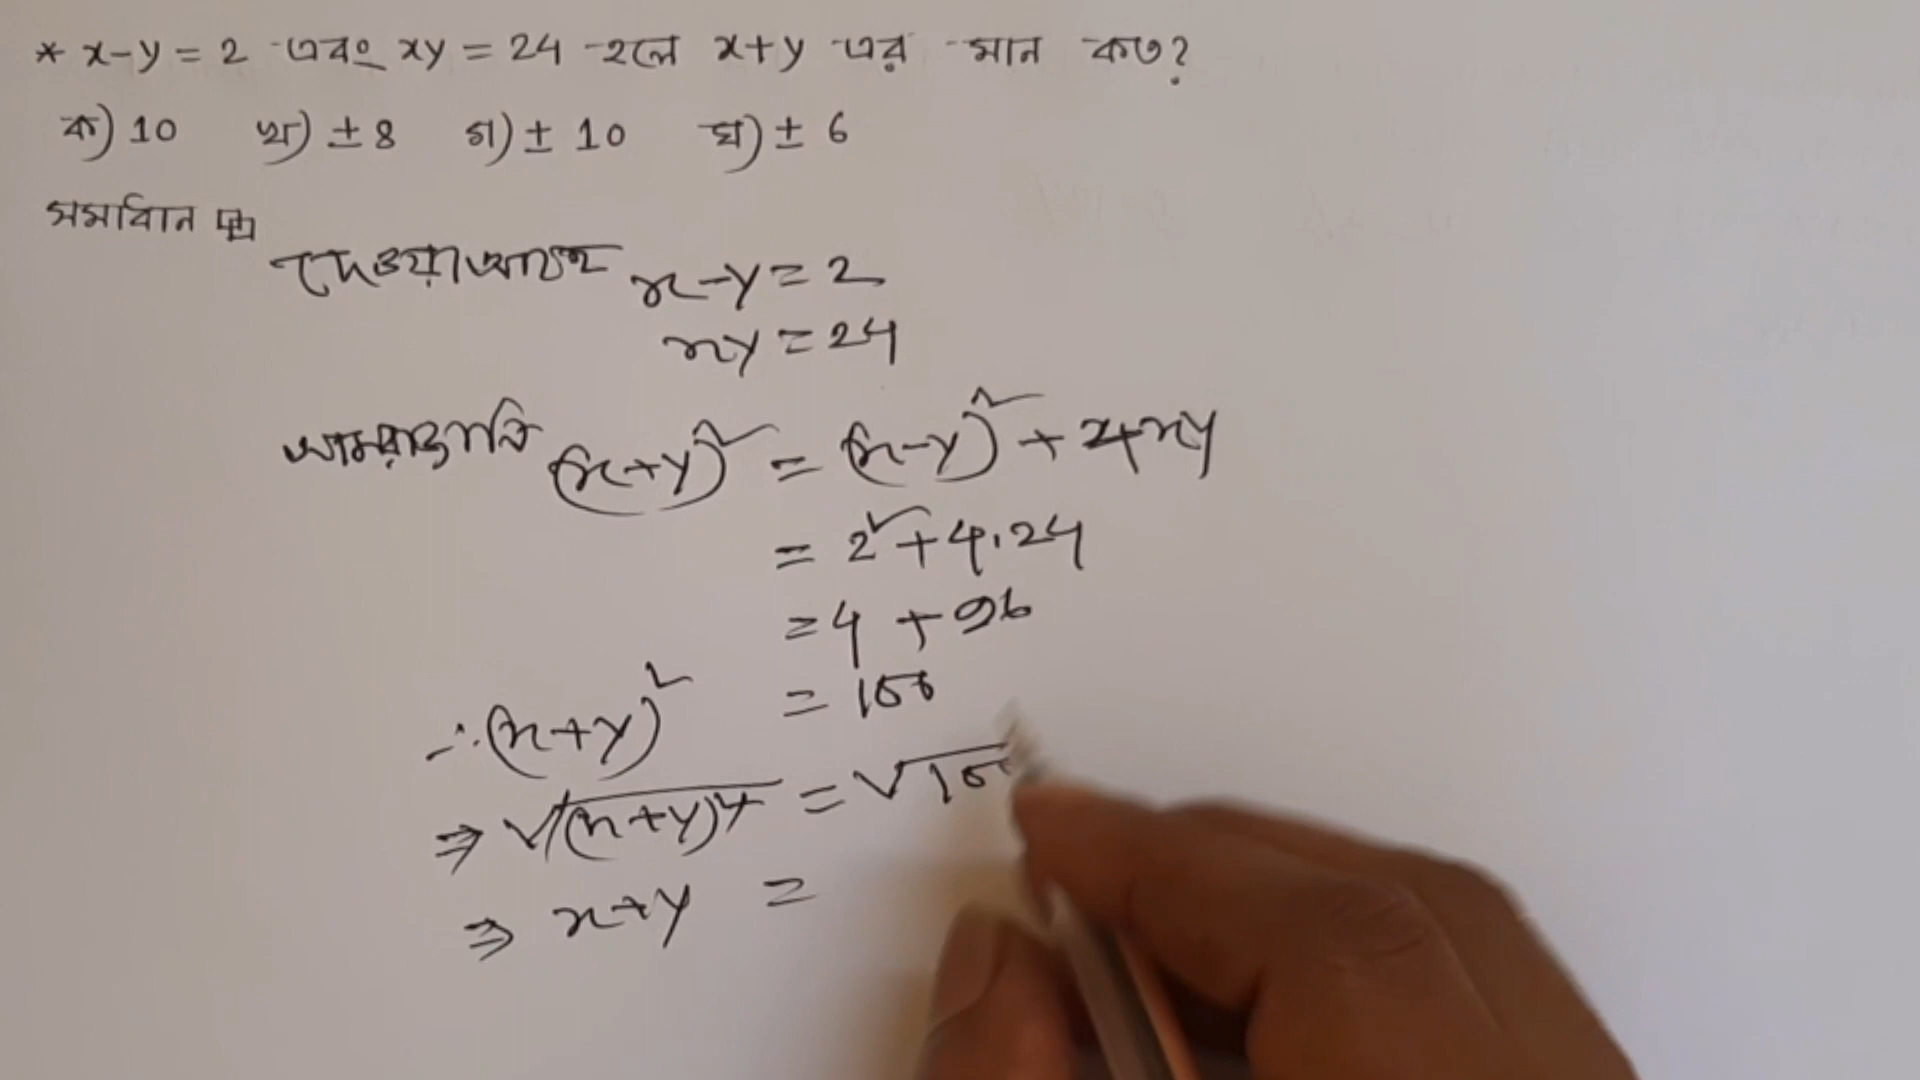 * x-y = 2 এবং xy = 24 হলে x+y এর মান কত?
ক) 10 খ) ± 8 গ) ± 10 ঘ) ± 6
সমাধান
দেওয়া আছে x-y = 2
xy = 24
আমরা জানি (x+y)² = (x-y)² + 4xy
= 2² + 4.24
= 4 + 96
∴ (x+y)² = 100
⇒ √(x+y)² = √100
⇒ x+y =